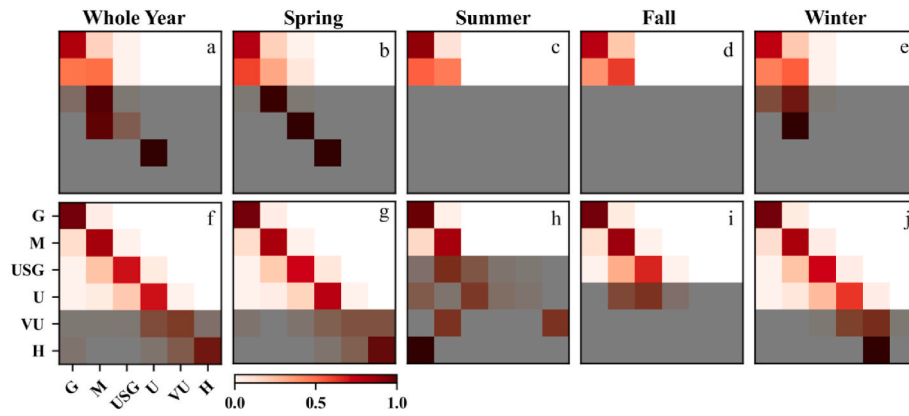 Whole Year Spring Summer Fall Winter
a b c d e
f g h i j
G
M
USG
U
VU
H
G M USG U VU H
0.0 0.5 1.0